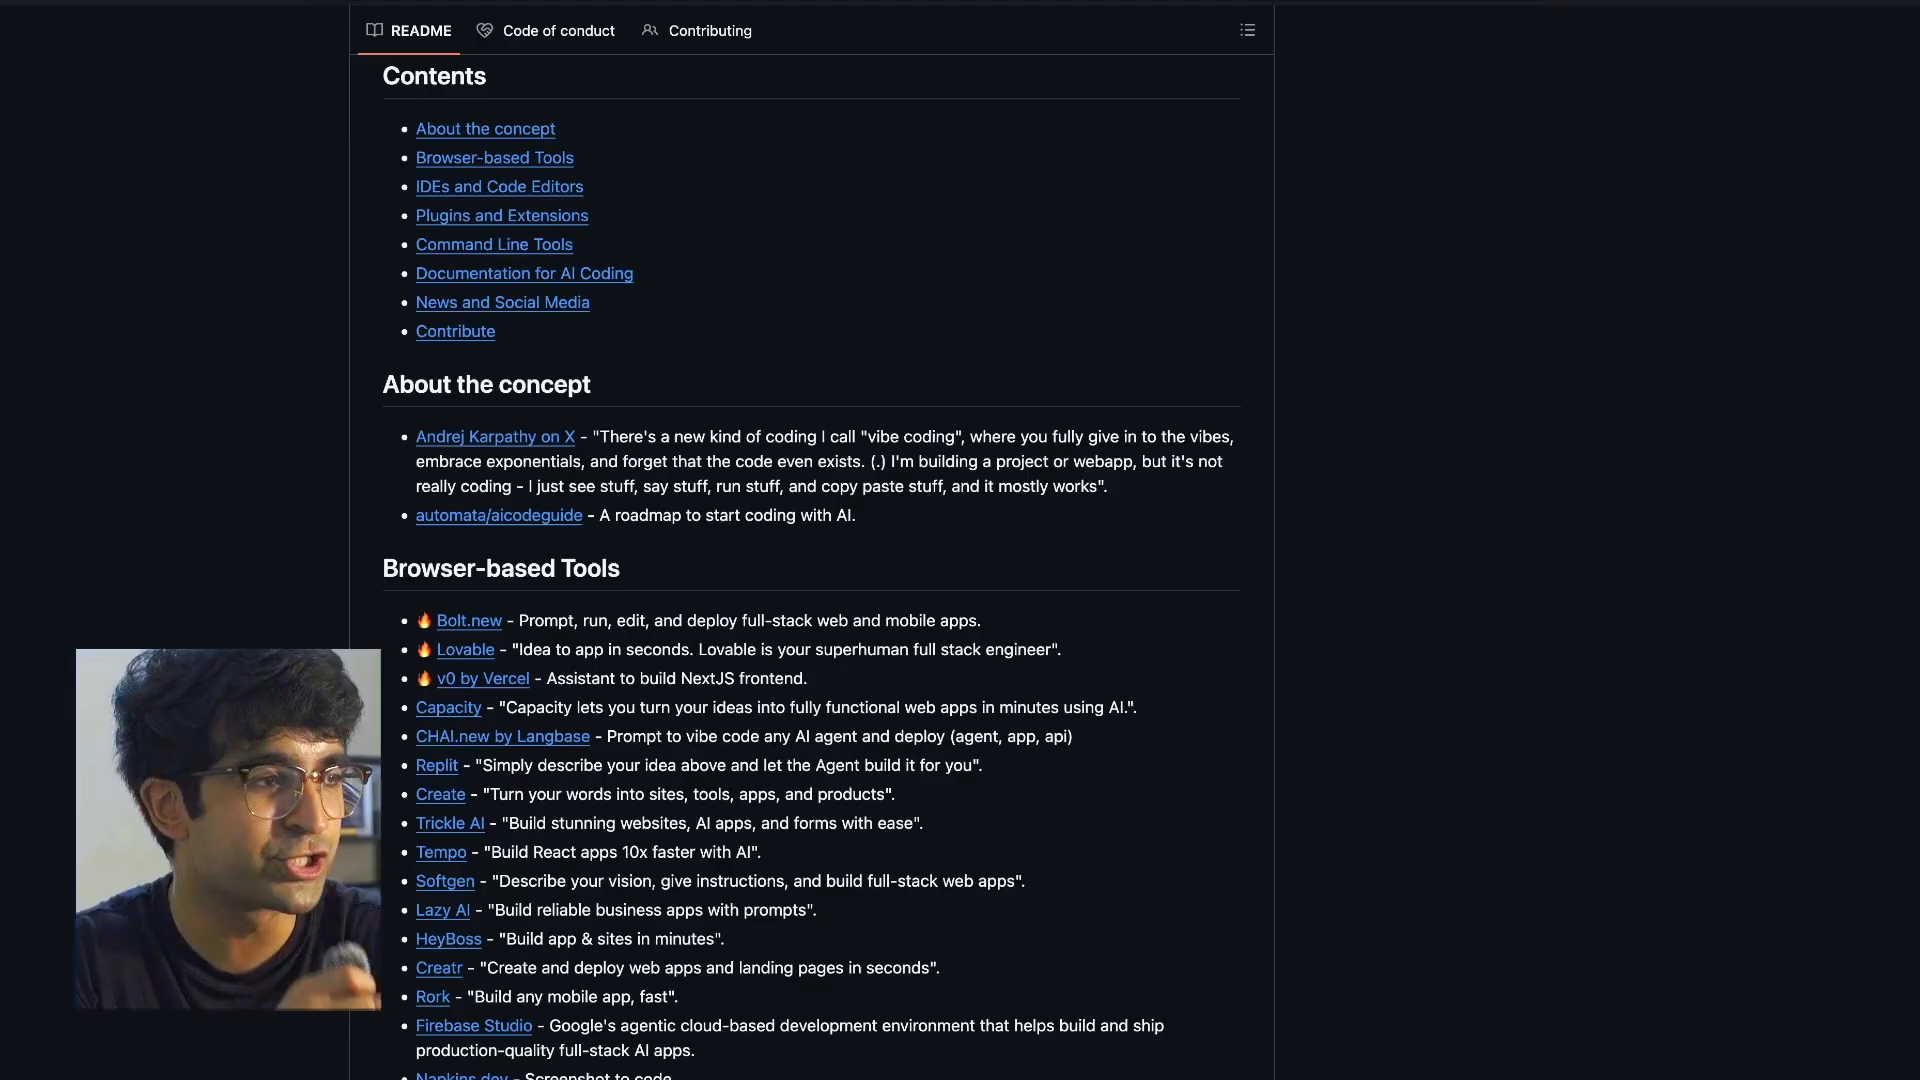 README Code of conduct Contributing
Contents
About the concept
Browser-based Tools
IDEs and Code Editors
Plugins and Extensions
Command Line Tools
Documentation for AI Coding
News and Social Media
Contribute
About the concept
Andrej Karpathy on X - "There's a new kind of coding I call "vibe coding", where you fully give in to the vibes,
embrace exponentials, and forget that the code even exists. (.) I'm building a project or webapp, but it's not
really coding - I just see stuff, say stuff, run stuff, and copy paste stuff, and it mostly works".
automata/aicodeguide - A roadmap to start coding with AI.
Browser-based Tools
🔥 Bolt.new - Prompt, run, edit, and deploy full-stack web and mobile apps.
🔥 Lovable - "Idea to app in seconds. Lovable is your superhuman full stack engineer".
🔥 v0 by Vercel - Assistant to build NextJS frontend.
Capacity - "Capacity lets you turn your ideas into fully functional web apps in minutes using AI.".
CHAI.new by Langbase - Prompt to vibe code any AI agent and deploy (agent, app, api)
Replit - "Simply describe your idea above and let the Agent build it for you".
Create - "Turn your words into sites, tools, apps, and products".
Trickle AI - "Build stunning websites, AI apps, and forms with ease".
Tempo - "Build React apps 10x faster with AI".
Softgen - "Describe your vision, give instructions, and build full-stack web apps".
Lazy AI - "Build reliable business apps with prompts".
HeyBoss - "Build app & sites in minutes".
Creatr - "Create and deploy web apps and landing pages in seconds".
Rork - "Build any mobile app, fast".
Firebase Studio - Google's agentic cloud-based development environment that helps build and ship
production-quality full-stack AI apps.
Napkins.dev - Screenshot to code